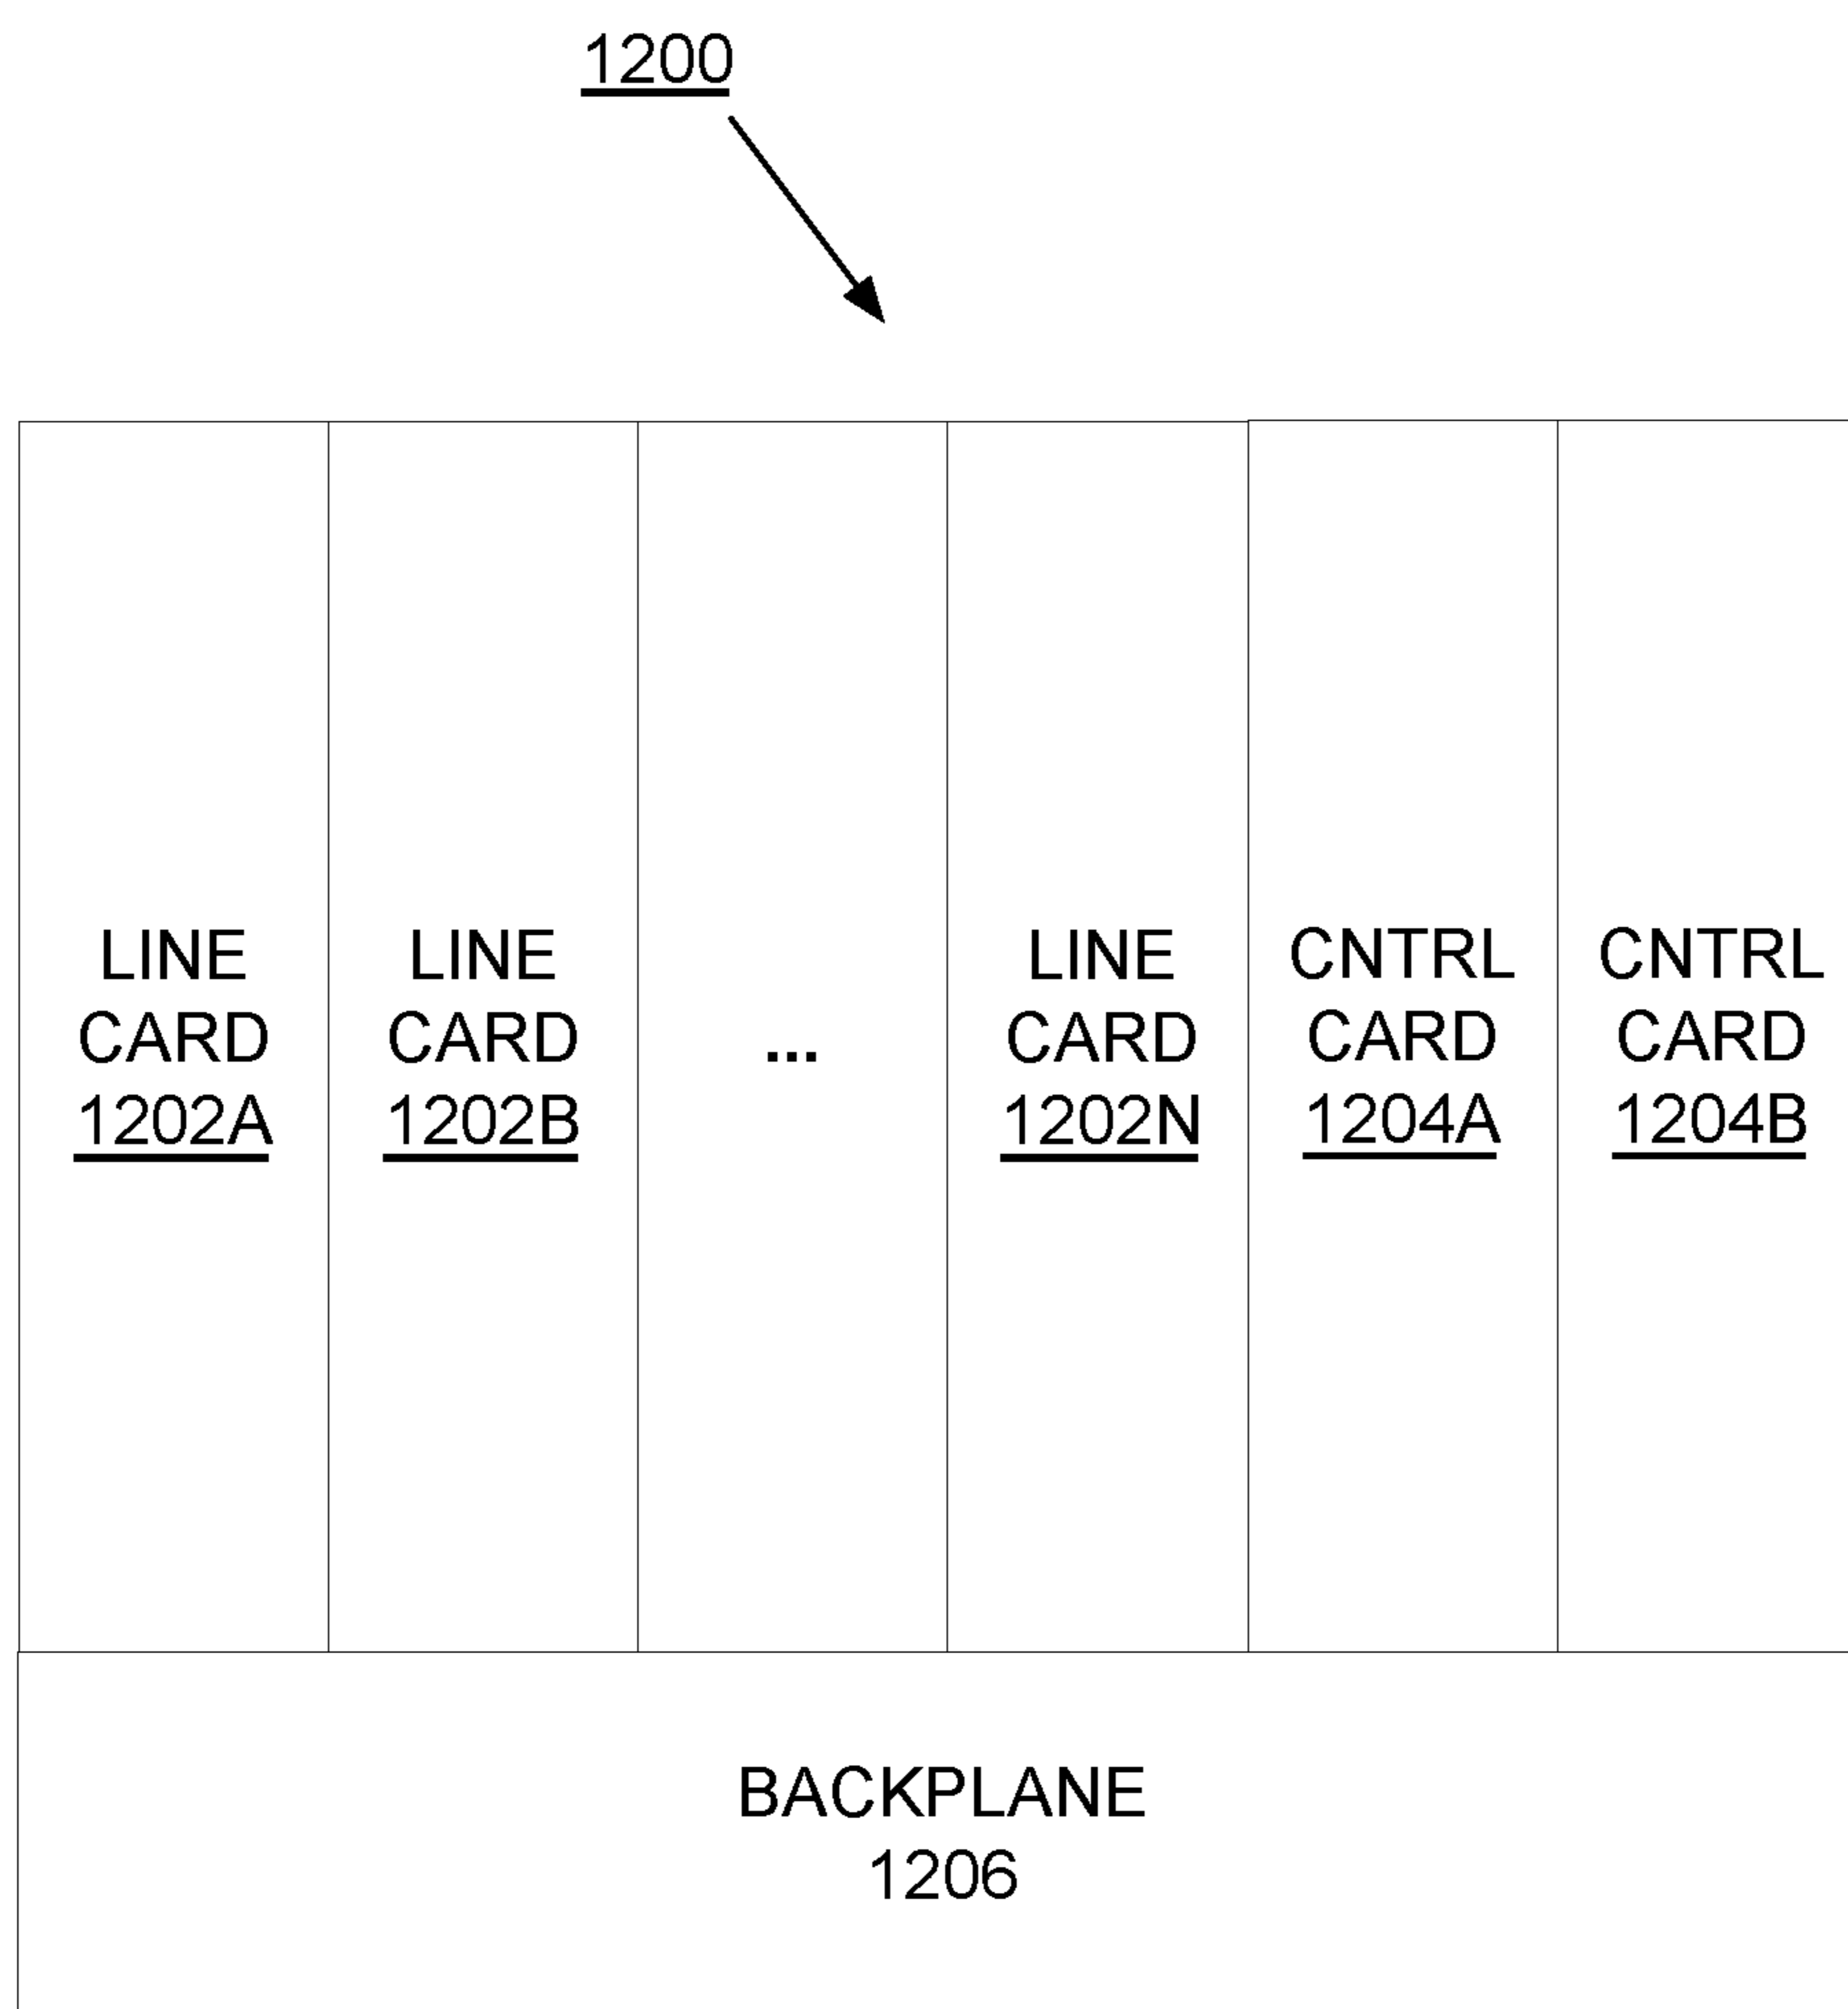 1200
LINE
CARD
1202A
LINE
CARD
1202B
...
LINE
CARD
1202N
CNTRL
CARD
1204A
CNTRL
CARD
1204B
BACKPLANE
1206